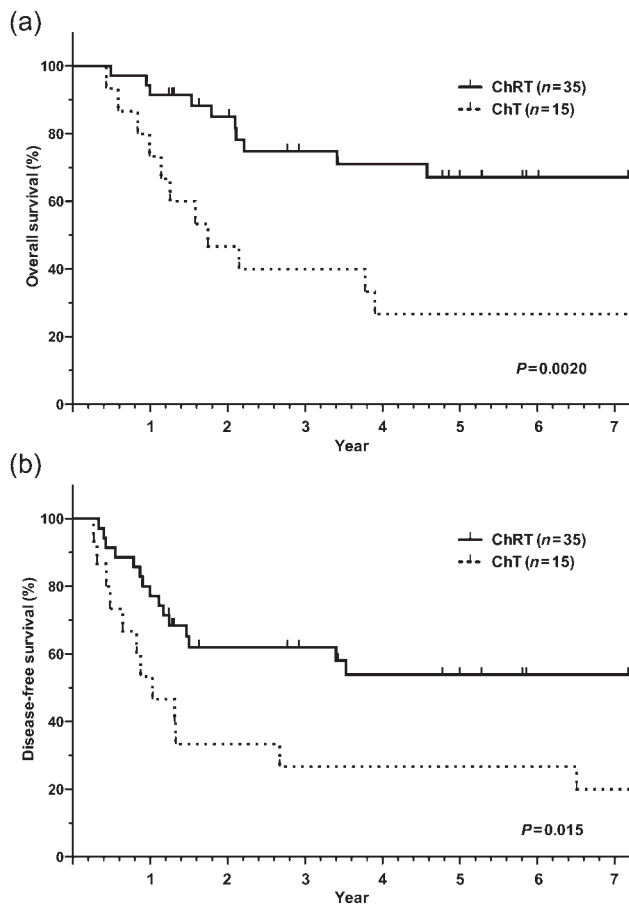 (a)
100
80
60
40
20
0
Overall survival (%)
ChRT (n=35)
ChT (n=15)
P=0.0020
1 2 3 4 5 6 7
Year
(b)
100
80
60
40
20
0
Disease-free survival (%)
ChRT (n=35)
ChT (n=15)
P=0.015
1 2 3 4 5 6 7
Year